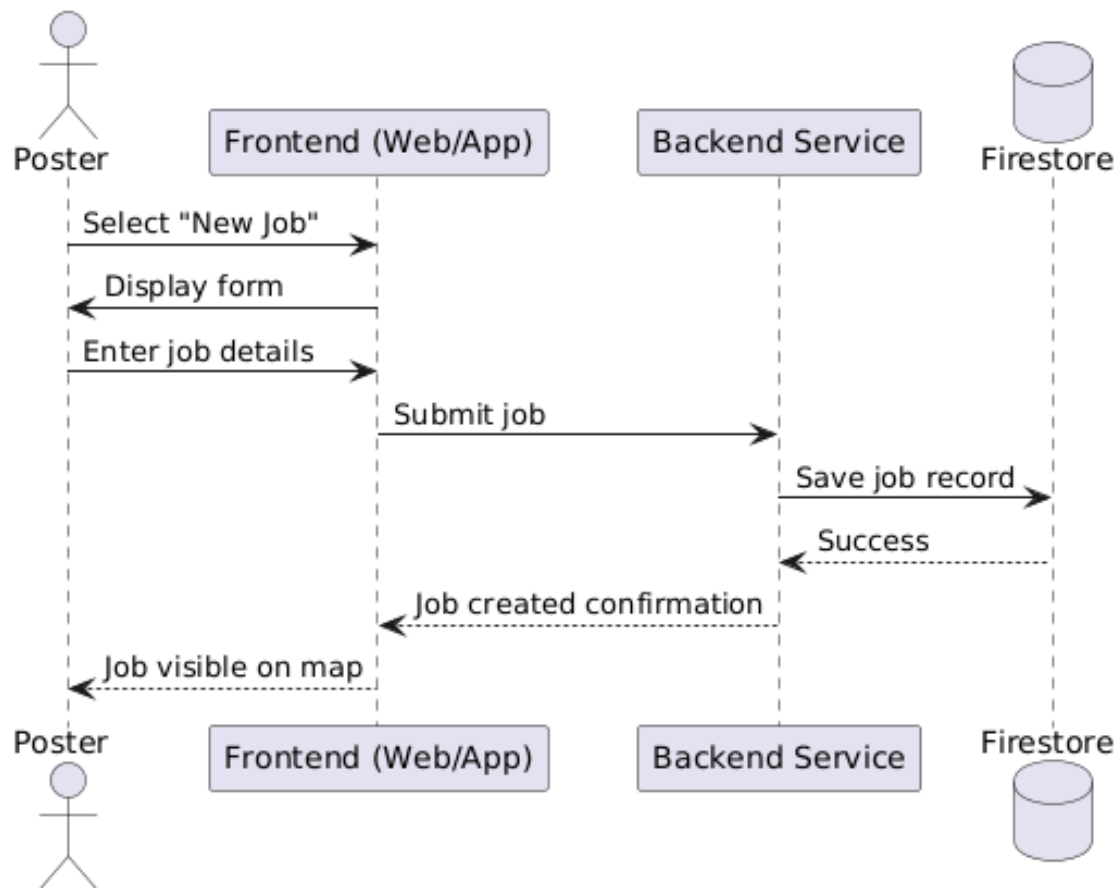 Poster
Frontend (Web/App)
Backend Service
Firestore
Select "New Job"
Display form
Enter job details
Submit job
Save job record
Success
Job created confirmation
Job visible on map
Poster
Frontend (Web/App)
Backend Service
Firestore